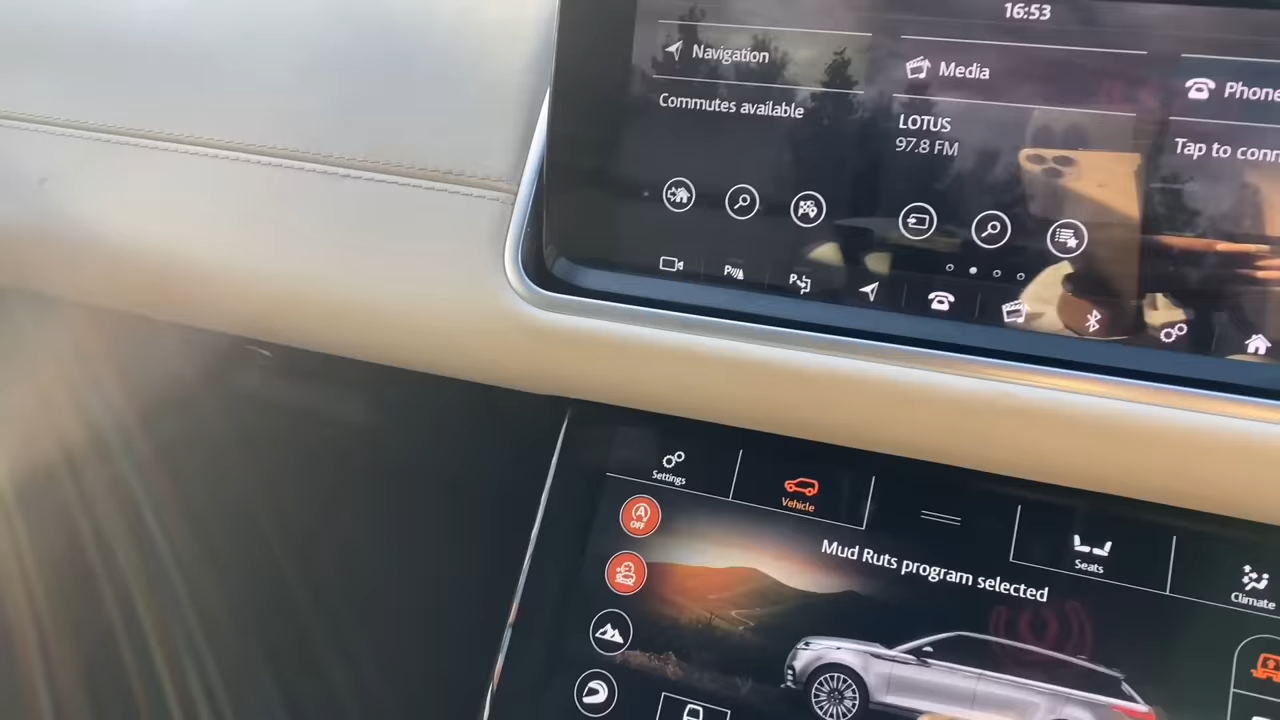 16:53
Navigation
Media
Phone
Commutes available
LOTUS
97.8 FM
Tap to
P
P
Settings
Vehicle
Seats
Climate
A
OFF
Mud Ruts program selected